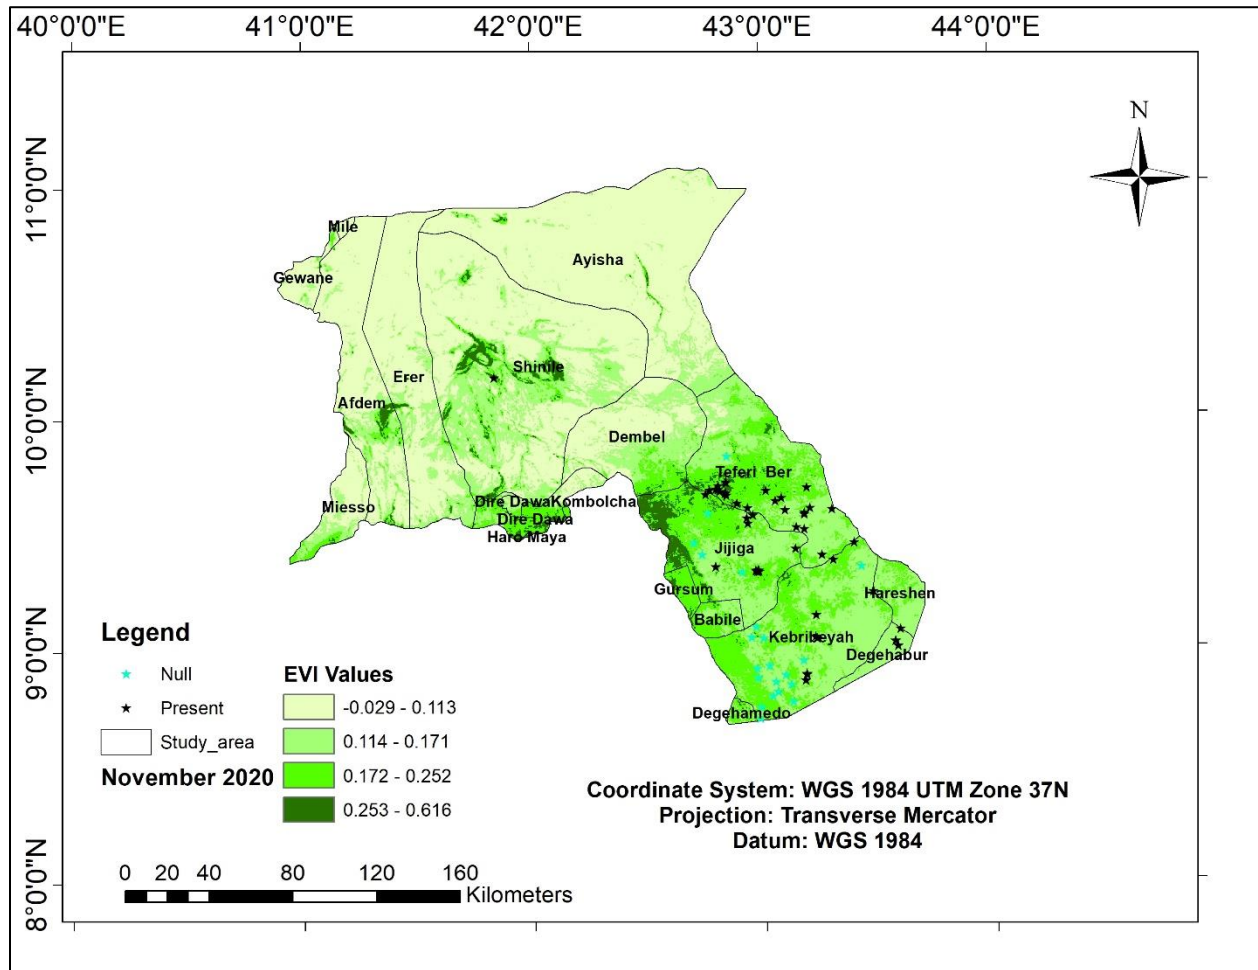 40°0'0"E 41°0'0"E 42°0'0"E 43°0'0"E 44°0'0"E
N
11°0'0"N
10°0'0"N
9°0'0"N
8°0'0"N
Mile
Gewane
Ayisha
Shinile
Erer
Afdem
Dembel
Teferi Ber
Miesso
Dire Dawa Kombolcha
Dire Dawa
Haro Maya
Jijiga
Gursum
Hareshen
Babile
Kebribeyah
Degehabur
Degehamedo
Legend
Null
Present
Study_area
November 2020
EVI Values
-0.029 - 0.113
0.114 - 0.171
0.172 - 0.252
0.253 - 0.616
Coordinate System: WGS 1984 UTM Zone 37N
Projection: Transverse Mercator
Datum: WGS 1984
0 20 40 80 120 160
Kilometers